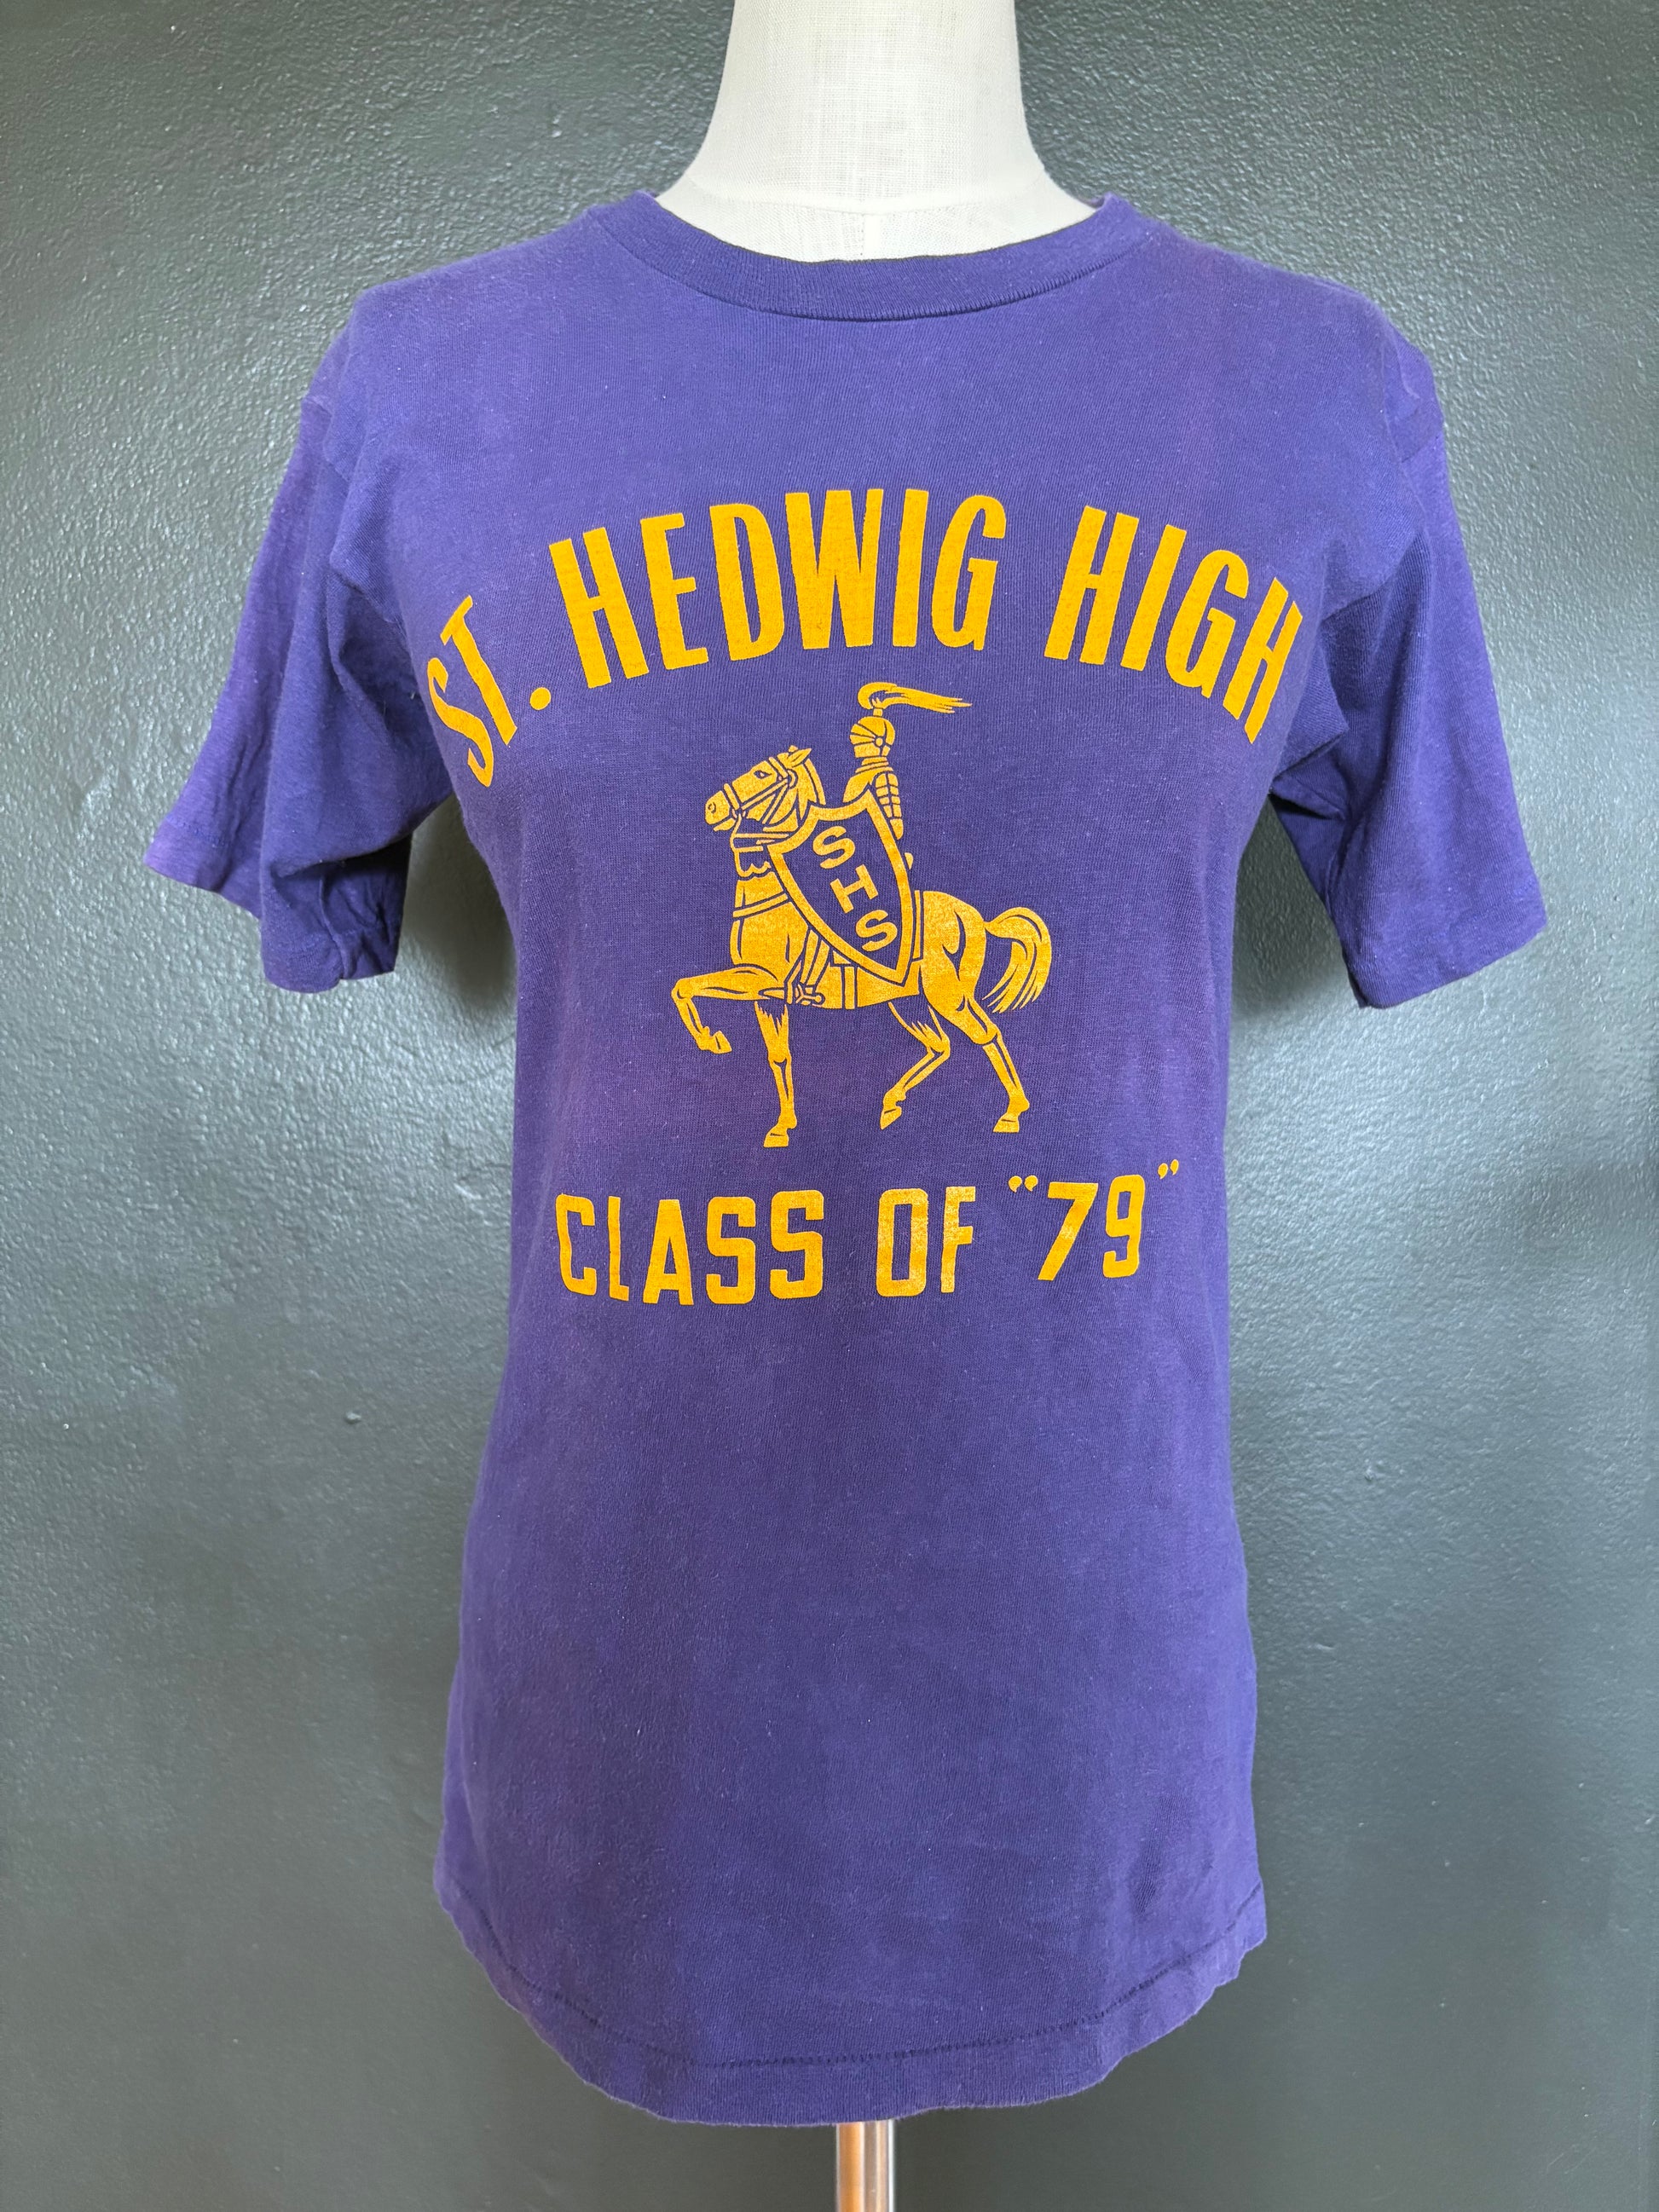 ST. HEDWIG HIGH
SHS
CLASS OF “79”